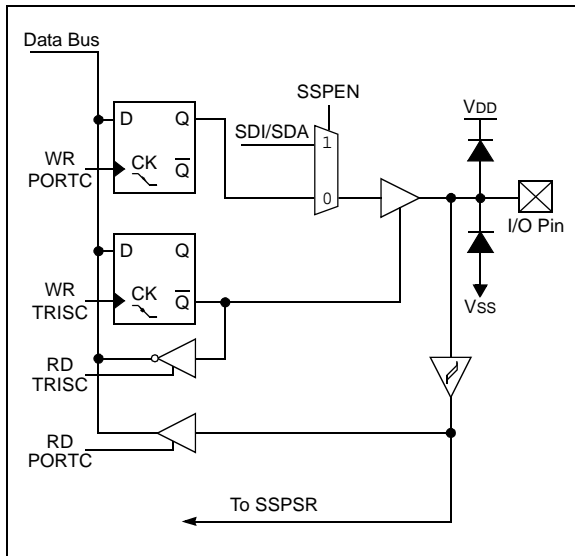 Data Bus
SSPEN
VDD
D Q
SDI/SDA
1
WR
PORTC
CK
Q
0
I/O Pin
D Q
VSS
WR
TRISC
CK
Q
RD
TRISC
RD
PORTC
To SSPSR